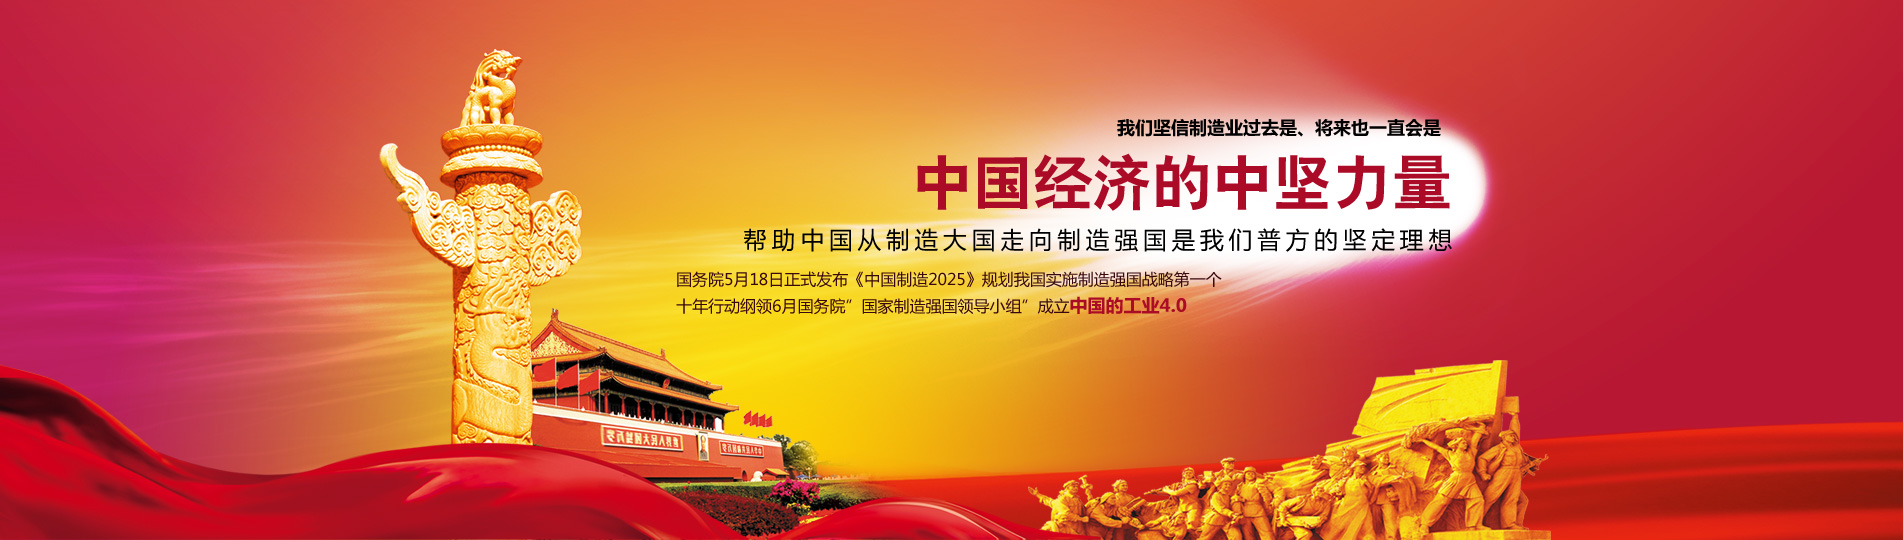 我们坚信制造业过去是、将来也一直会是
中国经济的中坚力量
帮助中国从制造大国走向制造强国是我们普方的坚定理想
国务院5月18日正式发布《中国制造2025》规划我国实施制造强国战略第一个
十年行动纲领6月国务院”国家制造强国领导小组”成立中国的工业4.0